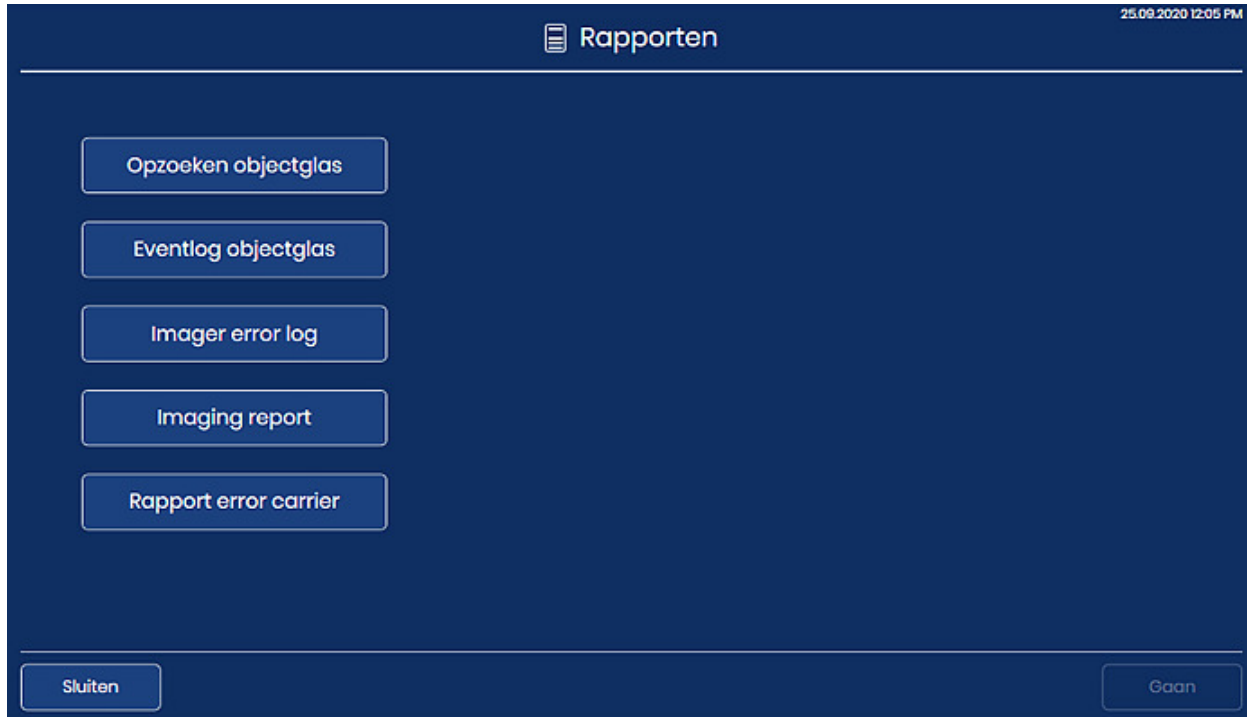 25.09.2020 12:05 PM
Rapporten
Opzoeken objectglas
Eventlog objectglas
Imager error log
Imaging report
Rapport error carrier
Sluiten
Gaan